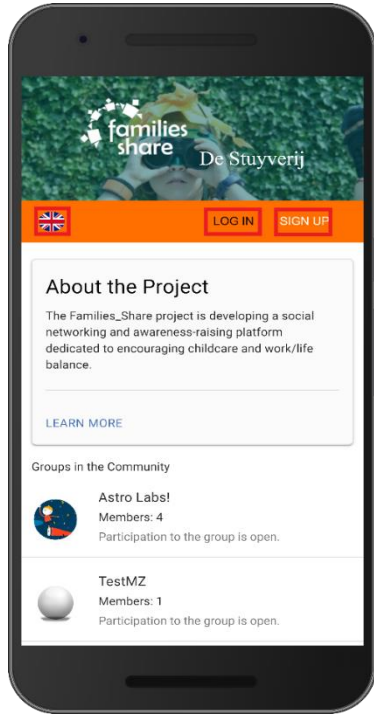 families
share
De Stuyverij
LOG IN SIGN UP
About the Project
The Families_Share project is developing a social
networking and awareness-raising platform
dedicated to encouraging childcare and work/life
balance.
LEARN MORE
Groups in the Community
Astro Labs!
Members: 4
Participation to the group is open.
TestMZ
Members: 1
Participation to the group is open.